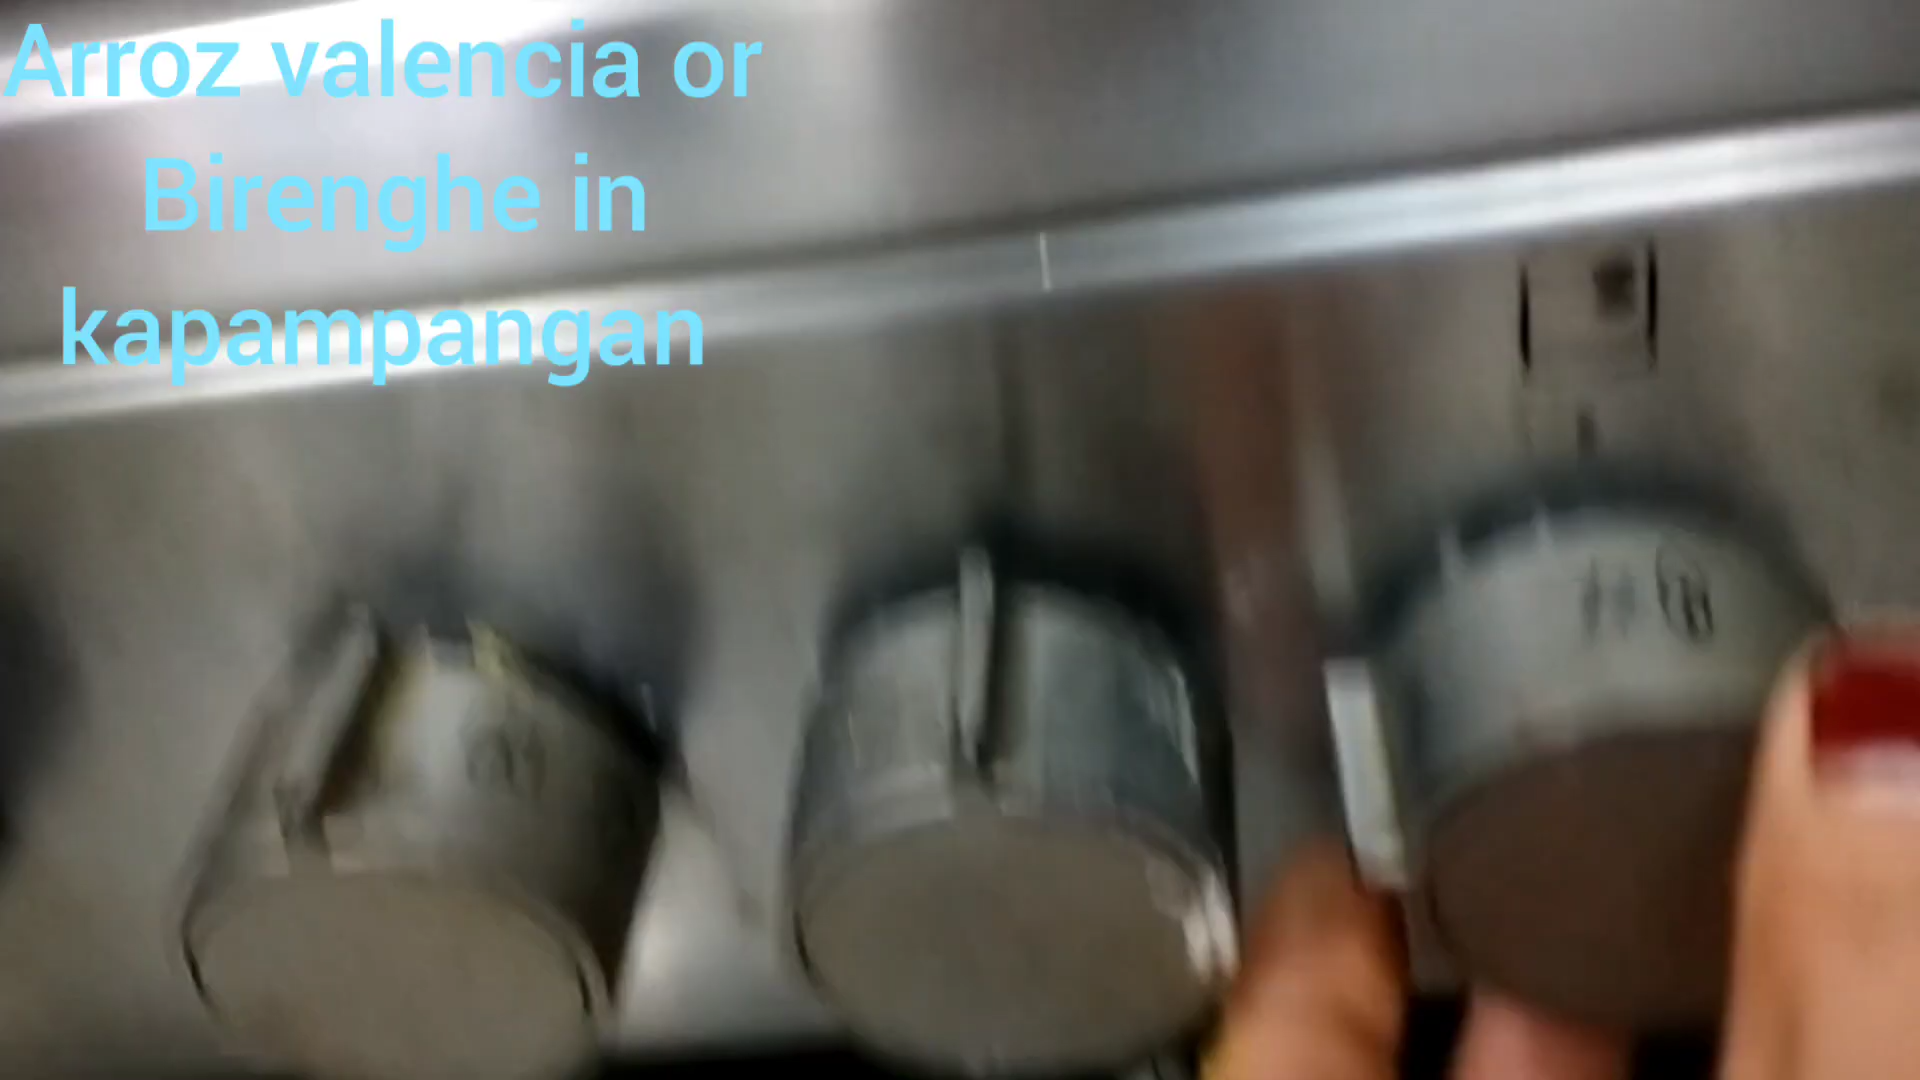 Arroz valencia or
Birenghe in
kapampangan